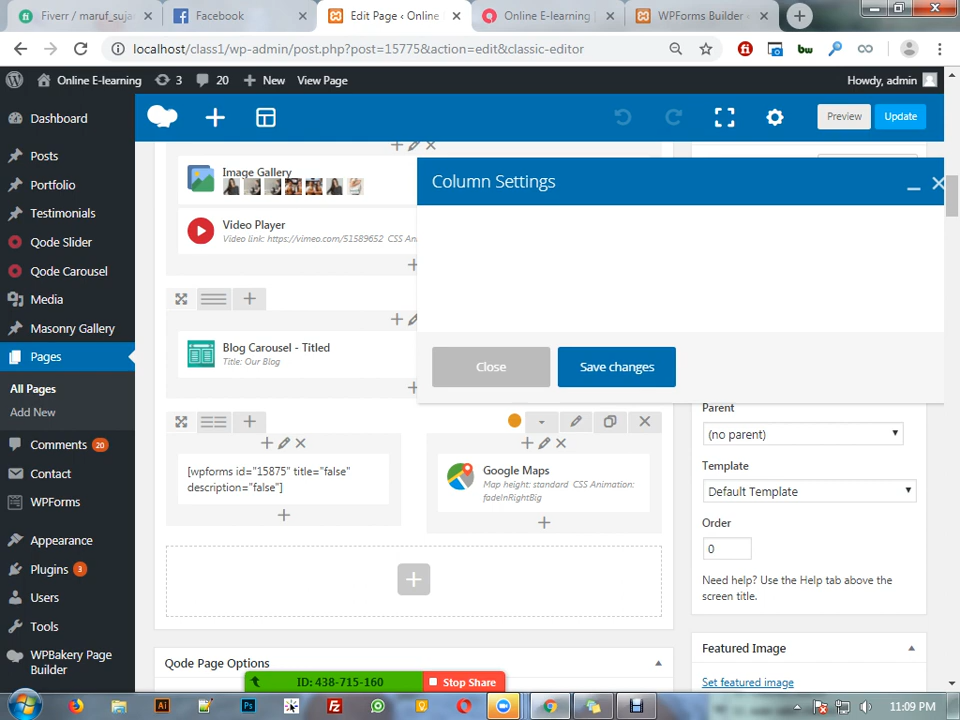 Fiverr / maruf_suja
Facebook
Edit Page ‹ Online
Online E-learning
WPForms Builder
localhost/class1/wp-admin/post.php?post=15775&action=edit&classic-editor
bw
Online E-learning
3
20
New
View Page
Howdy, admin
Dashboard
Posts
Portfolio
Testimonials
Qode Slider
Qode Carousel
Media
Masonry Gallery
Pages
All Pages
Add New
Comments 20
Contact
WPForms
Appearance
Plugins 3
Users
Tools
WPBakery Page
Builder
Preview
Update
Image Gallery
Video Player
Video link: https://vimeo.com/51589652 CSS Ani
Column Settings
Close
Save changes
Blog Carousel - Titled
Title: Our Blog
[wpforms id="15875" title="false"
description="false"]
Google Maps
Map height: standard CSS Animation:
fadeInRightBig
Parent
(no parent)
Template
Default Template
Order
0
Need help? Use the Help tab above the
screen title.
Featured Image
Set featured image
Qode Page Options
ID: 438-715-160
Stop Share
Ai
Ps
11:09 PM